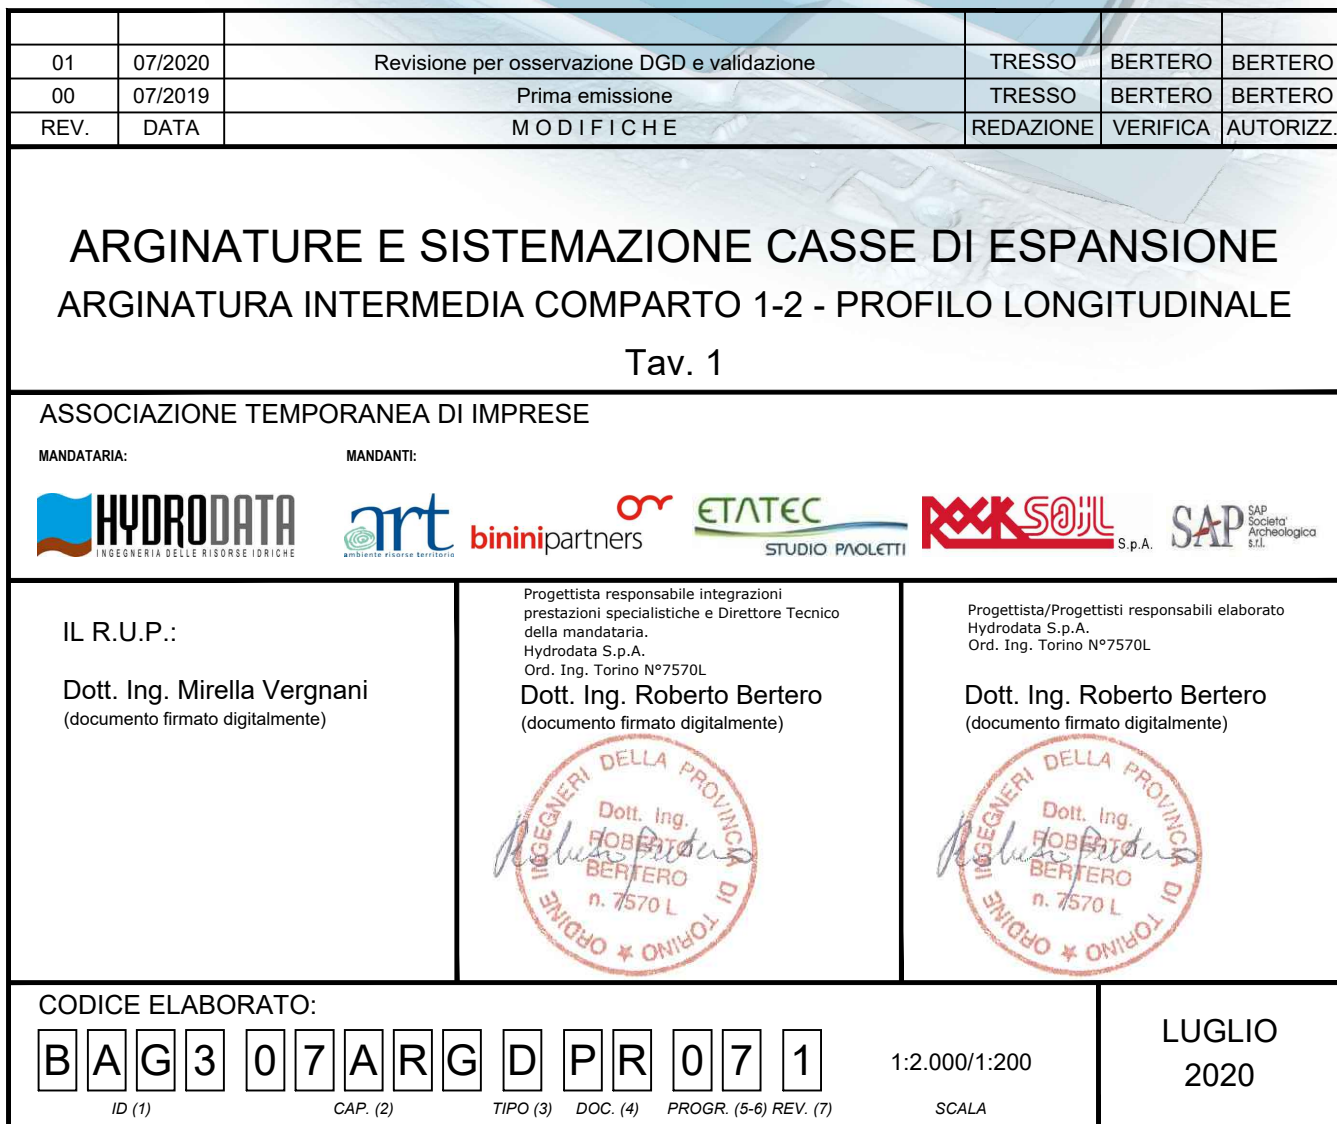 01 07/2020 Revisione per osservazione DGD e validazione TRESSO BERTERO BERTERO
00 07/2019 Prima emissione TRESSO BERTERO BERTERO
REV. DATA MODIFICHE REDAZIONE VERIFICA AUTORIZZ.
ARGINATURE E SISTEMAZIONE CASSE DI ESPANSIONE
ARGINATURA INTERMEDIA COMPARTO 1-2 - PROFILO LONGITUDINALE
Tav. 1
ASSOCIAZIONE TEMPORANEA DI IMPRESE
MANDATARIA: MANDANTI:
HYDRODATA
INGEGNERIA DELLE RISORSE IDRICHE
art
ambiente risorse territorio
bininipartners
ETATEC
STUDIO PAOLETTI
ROCKSOIL S.p.A.
SAP
SAP
Societa'
Archeologica
s.r.l.
IL R.U.P.:
Dott. Ing. Mirella Vergnani
(documento firmato digitalmente)
Progettista responsabile integrazioni
prestazioni specialistiche e Direttore Tecnico
della mandataria.
Hydrodata S.p.A.
Ord. Ing. Torino N°7570L
Dott. Ing. Roberto Bertero
(documento firmato digitalmente)
ORDINE INGEGNERI DELLA PROVINCIA DI TORINO
Dott. Ing.
ROBERTO
BERTERO
n. 7570 L
Roberto Bertero
Progettista/Progettisti responsabili elaborato
Hydrodata S.p.A.
Ord. Ing. Torino N°7570L
Dott. Ing. Roberto Bertero
(documento firmato digitalmente)
ORDINE INGEGNERI DELLA PROVINCIA DI TORINO
Dott. Ing.
ROBERTO
BERTERO
n. 7570 L
Roberto Bertero
CODICE ELABORATO:
B A G 3 0 7 A R G D P R 0 7 1
ID (1) CAP. (2) TIPO (3) DOC. (4) PROGR. (5-6) REV. (7)
1:2.000/1:200
SCALA
LUGLIO
2020